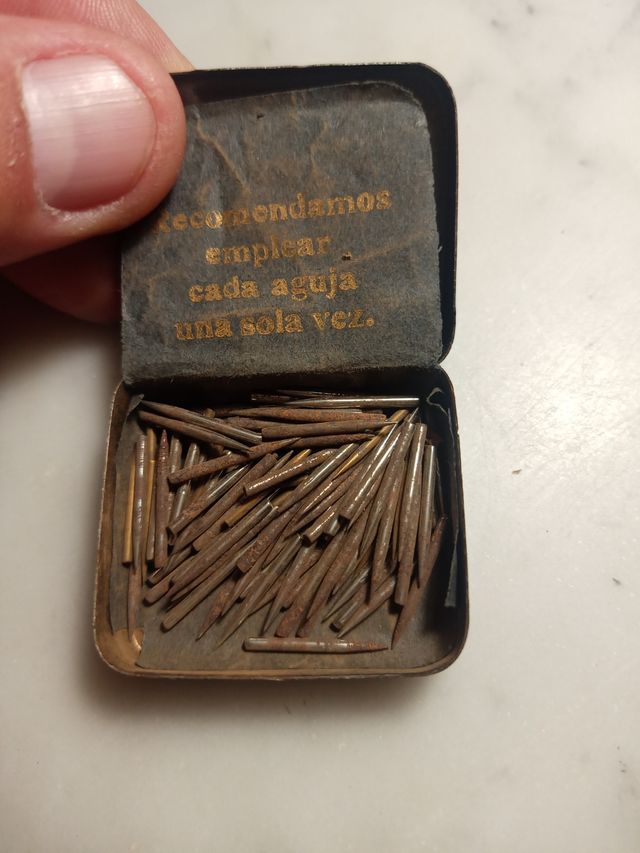 Recomendamos
emplear
cada aguja
una sola vez.